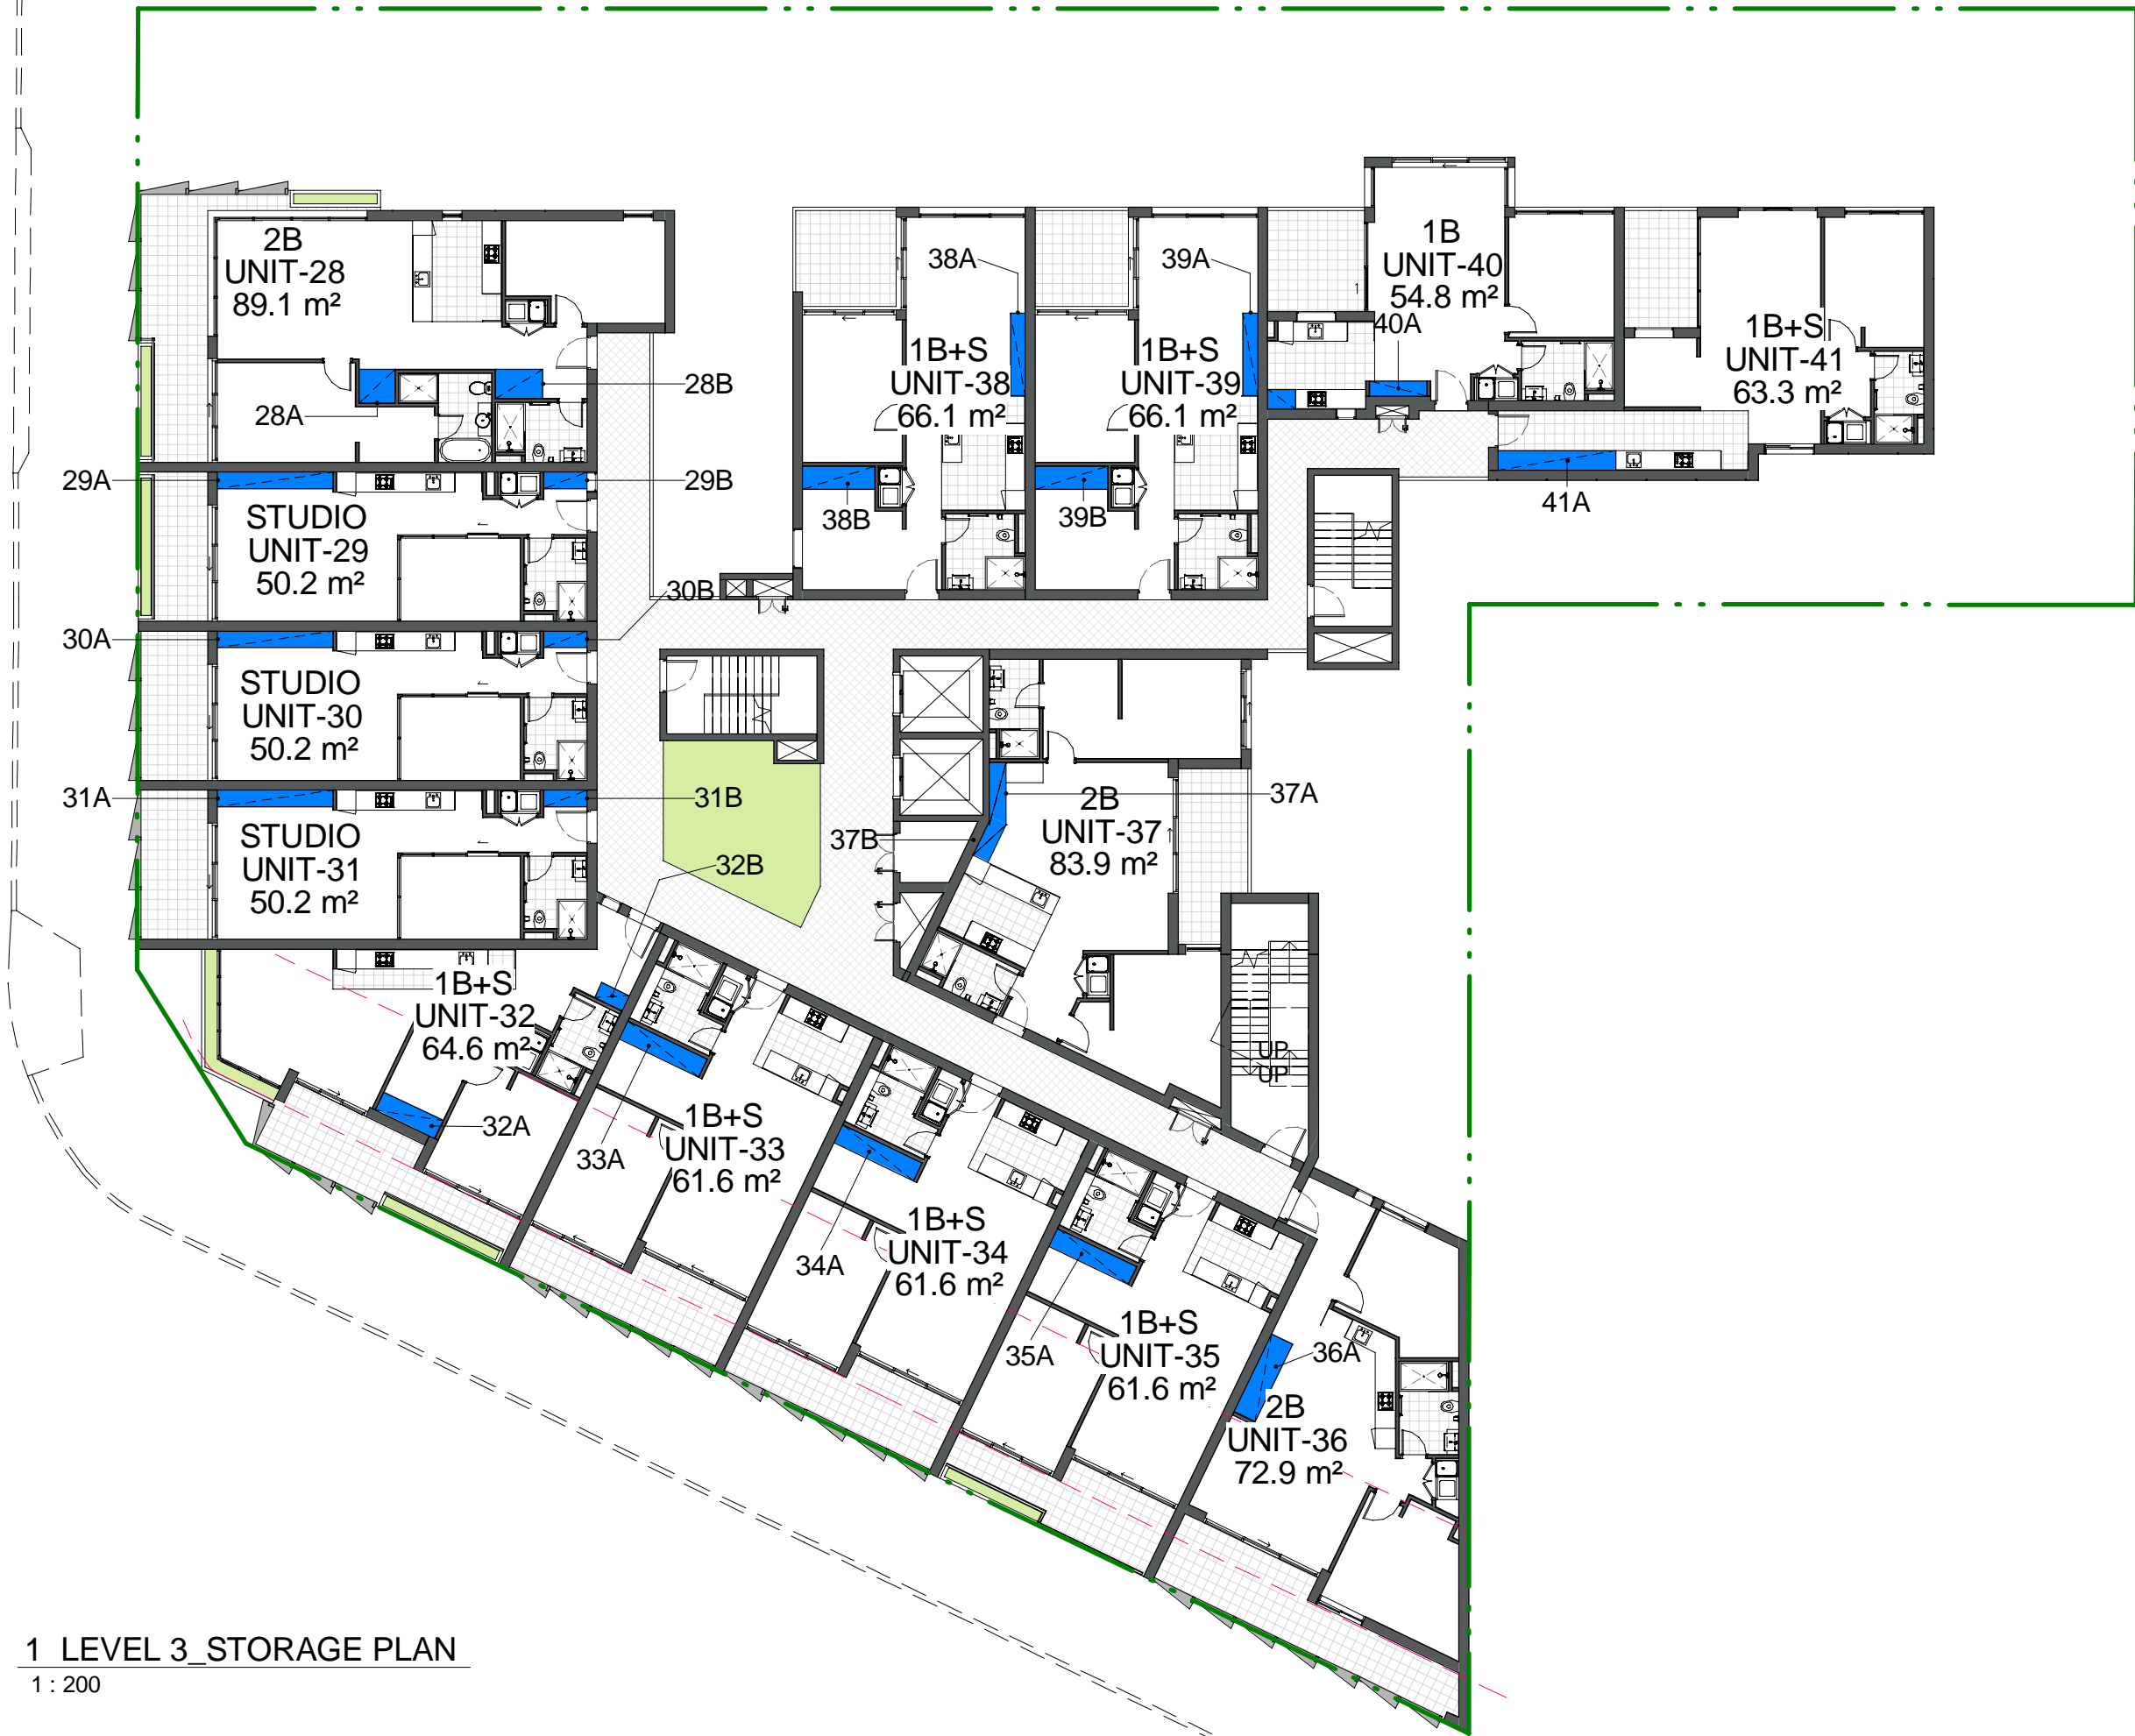 2B
UNIT-28
89.1 m²
28A
28B
38A
39A
1B
UNIT-40
54.8 m²
40A
1B+S
UNIT-38
66.1 m²
1B+S
UNIT-39
66.1 m²
1B+S
UNIT-41
63.3 m²
29A
29B
STUDIO
UNIT-29
50.2 m²
38B
39B
41A
30A
30B
STUDIO
UNIT-30
50.2 m²
31A
31B
STUDIO
UNIT-31
50.2 m²
37A
37B
2B
UNIT-37
83.9 m²
32B
1B+S
UNIT-32
64.6 m²
32A
UP
UP
33A
1B+S
UNIT-33
61.6 m²
34A
1B+S
UNIT-34
61.6 m²
35A
1B+S
UNIT-35
61.6 m²
36A
2B
UNIT-36
72.9 m²
1 LEVEL 3_STORAGE PLAN
1 : 200